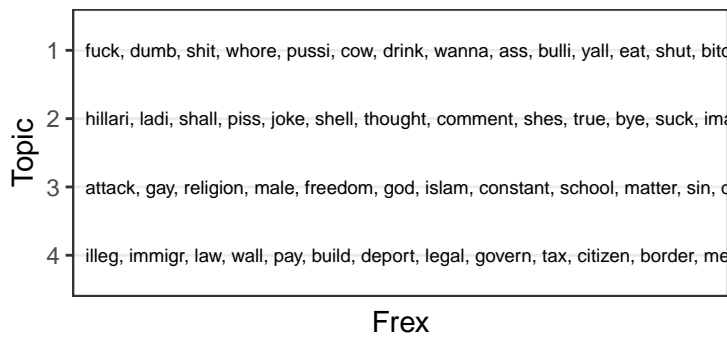 1 fuck, dumb, shit, whore, pussi, cow, drink, wanna, ass, bulli, yall, eat, shut,
2 hillari, ladi, shall, piss, joke, shell, thought, comment, shes, true, bye, suck,
3 attack, gay, religion, male, freedom, god, islam, constant, school, matter, sin,
4 illeg, immigr, law, wall, pay, build, deport, legal, govern, tax, citizen, border,
Topic
Frex